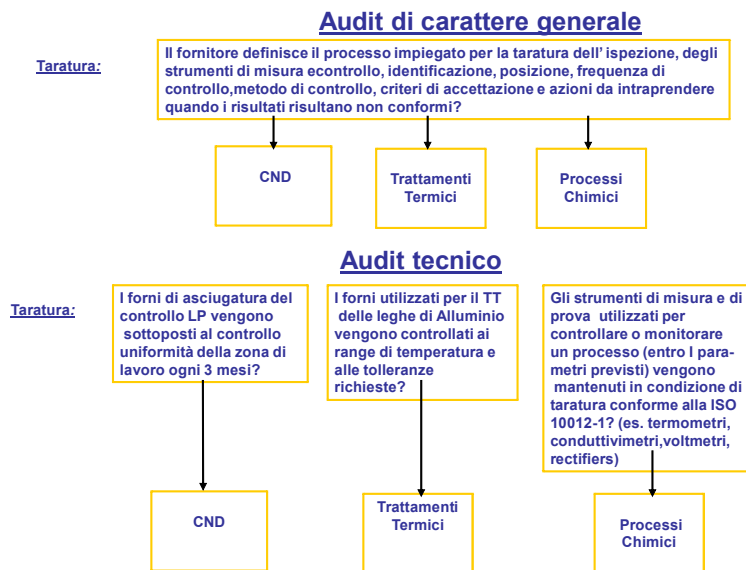 Audit di carattere generale
Taratura:
Il fornitore definisce il processo impiegato per la taratura dell' ispezione, degli
strumenti di misura econtrollo, identificazione, posizione, frequenza di
controllo,metodo di controllo, criteri di accettazione e azioni da intraprendere
quando i risultati risultano non conformi?
CND
Trattamenti
Termici
Processi
Chimici
Audit tecnico
Taratura:
I forni di asciugatura del
controllo LP vengono
sottoposti al controllo
uniformità della zona di
lavoro ogni 3 mesi?
I forni utilizzati per il TT
delle leghe di Alluminio
vengono controllati ai
range di temperatura e
alle tolleranze
richieste?
Gli strumenti di misura e di
prova utilizzati per
controllare o monitorare
un processo (entro I para-
metri previsti) vengono
mantenuti in condizione di
taratura conforme alla ISO
10012-1? (es. termometri,
conduttivimetri,voltmetri,
rectifiers)
CND
Trattamenti
Termici
Processi
Chimici